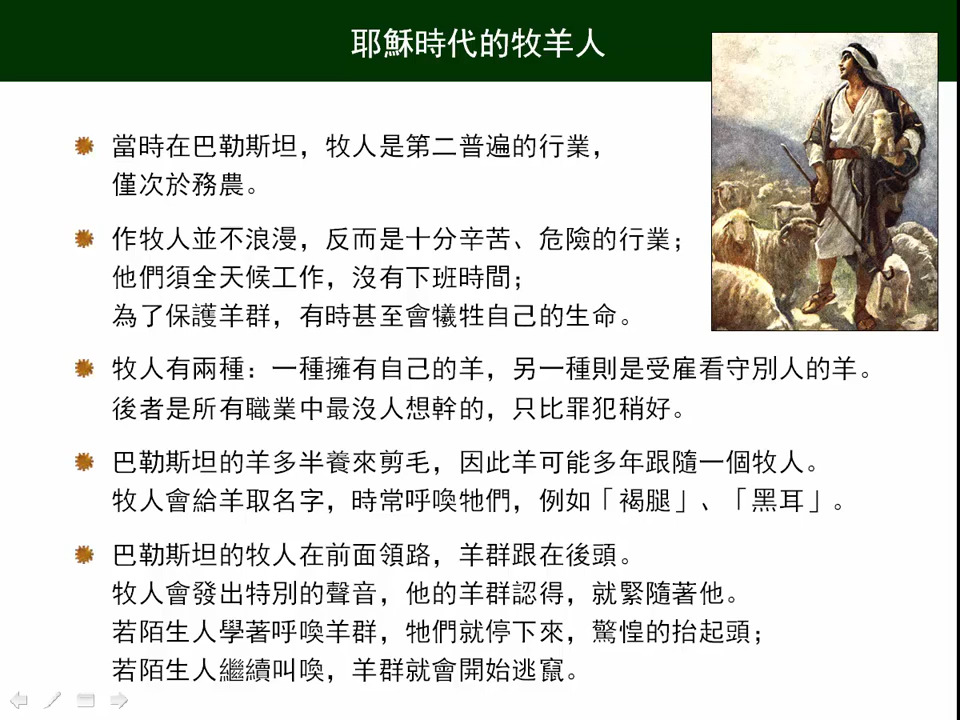 耶穌時代的牧羊人
當時在巴勒斯坦，牧人是第二普遍的行業，
僅次於務農。
作牧人並不浪漫，反而是十分辛苦、危險的行業；
他們須全天候工作，沒有下班時間；
為了保護羊群，有時甚至會犧牲自己的生命。
牧人有兩種：一種擁有自己的羊，另一種則是受雇看守別人的羊。
後者是所有職業中最沒人想幹的，只比罪犯稍好。
巴勒斯坦的羊多半養來剪毛，因此羊可能多年跟隨一個牧人。
牧人會給羊取名字，時常呼喚牠們，例如「褐腿」、「黑耳」。
巴勒斯坦的牧人在前面領路，羊群跟在後頭。
牧人會發出特別的聲音，他的羊群認得，就緊隨著他。
若陌生人學著呼喚羊群，牠們就停下來，驚惶的抬起頭；
若陌生人繼續叫喚，羊群就會開始逃竄。